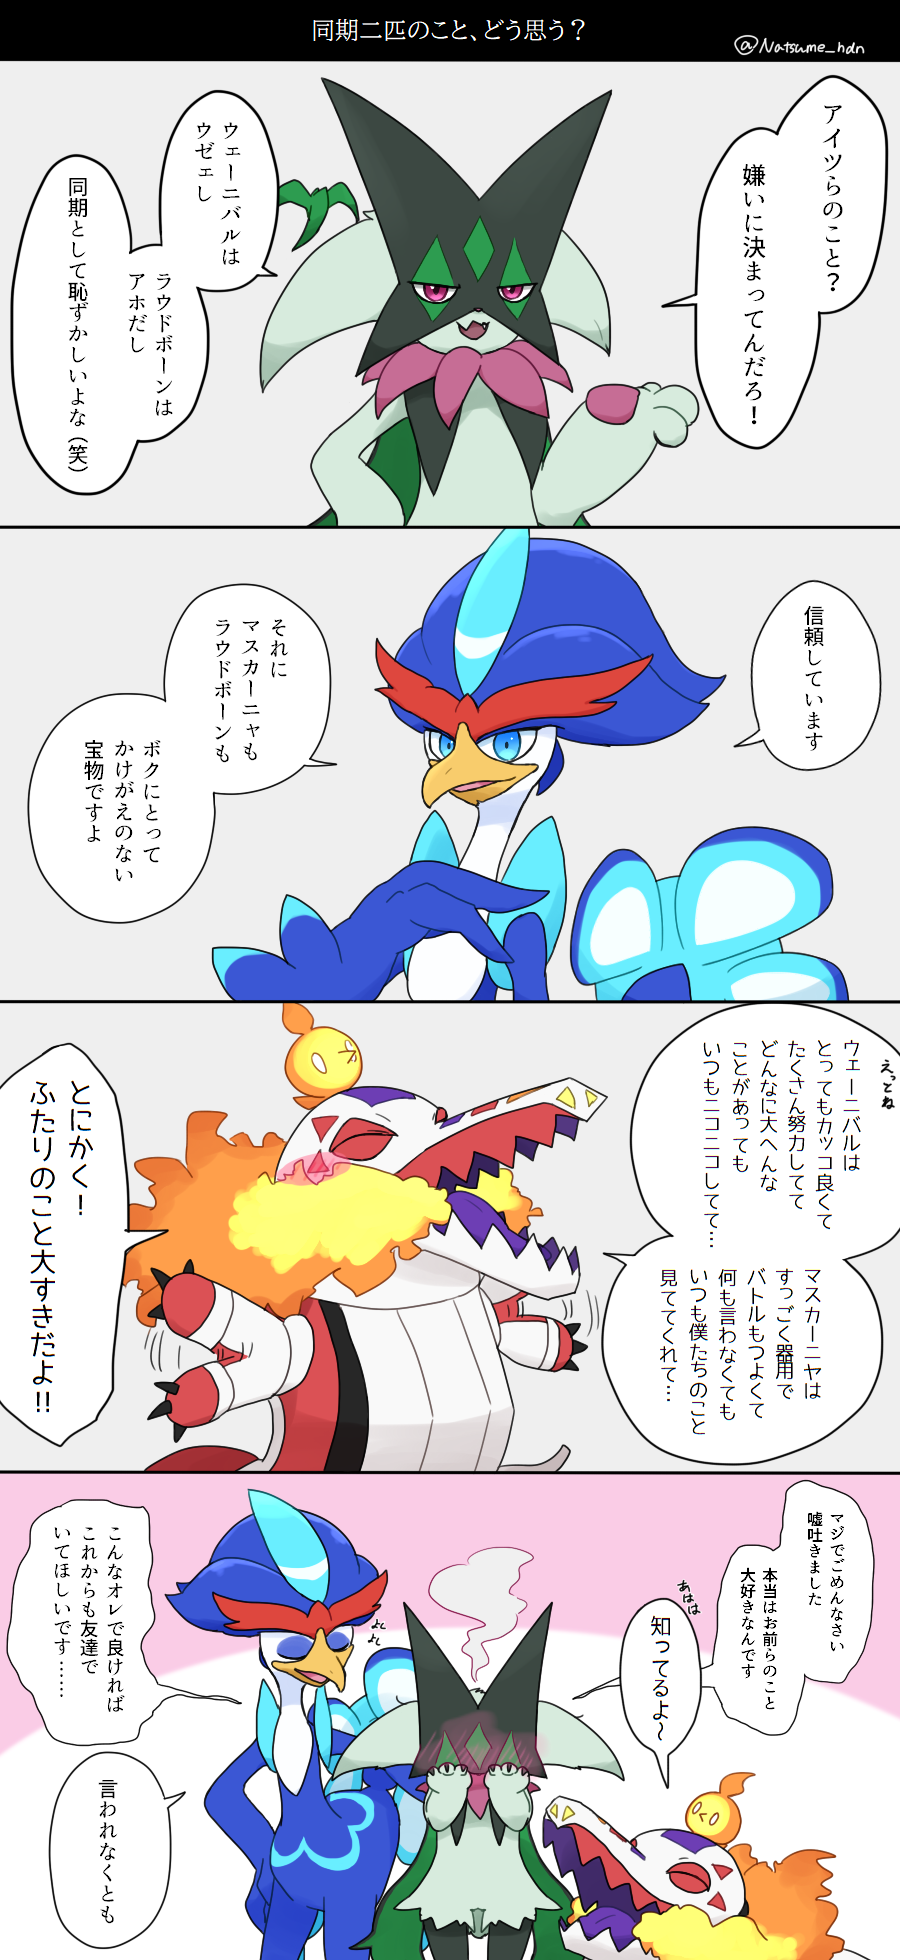 同期二匹のこと、どう思う？
@Natsume_hdn
アイツらのこと？
嫌いに決まってんだろ！
ウェーニバルは
ウゼェし
ラウドボーンは
アホだし
同期として恥ずかしいよな（笑）
信頼しています
それに
マスカーニャも
ラウドボーンも
ボクにとって
かけがえのない
宝物ですよ
えっとね
ウェーニバルは
とってもカッコ良くて
たくさん努力してて
どんなに大へんな
ことがあっても
いつもニコニコしてて…
マスカーニャは
すっごく器用で
バトルもつよくて
何も言わなくても
いつも僕たちのこと
見ててくれて…
とにかく！
ふたりのこと大すきだよ!!
マジでごめんなさい
嘘吐きました
本当はお前らのこと
大好きなんです
あはは
知ってるよ～
よし
よし
こんなオレで良ければ
これからも友達で
いてほしいです……
言われなくとも